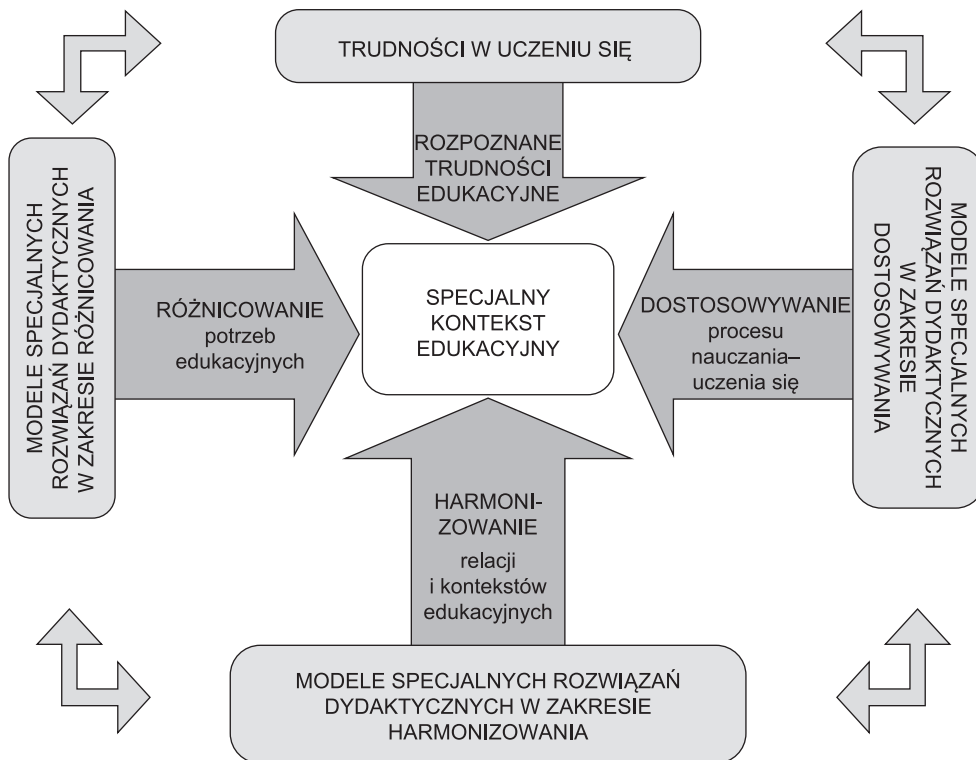 TRUDNOŚCI W UCZENIU SIĘ
ROZPOZNANE
TRUDNOŚCI
EDUKACYJNE
MODELE SPECJALNYCH
ROZWIĄZAŃ DYDAKTYCZNYCH
W ZAKRESIE RÓŻNICOWANIA
RÓŻNICOWANIE
potrzeb
edukacyjnych
SPECJALNY
KONTEKST
EDUKACYJNY
DOSTOSOWYWANIE
procesu
nauczania–
uczenia się
MODELE SPECJALNYCH
ROZWIĄZAŃ DYDAKTYCZNYCH
W ZAKRESIE
DOSTOSOWYWANIA
HARMONI-
ZOWANIE
relacji
i kontekstów
edukacyjnych
MODELE SPECJALNYCH ROZWIĄZAŃ
DYDAKTYCZNYCH W ZAKRESIE
HARMONIZOWANIA